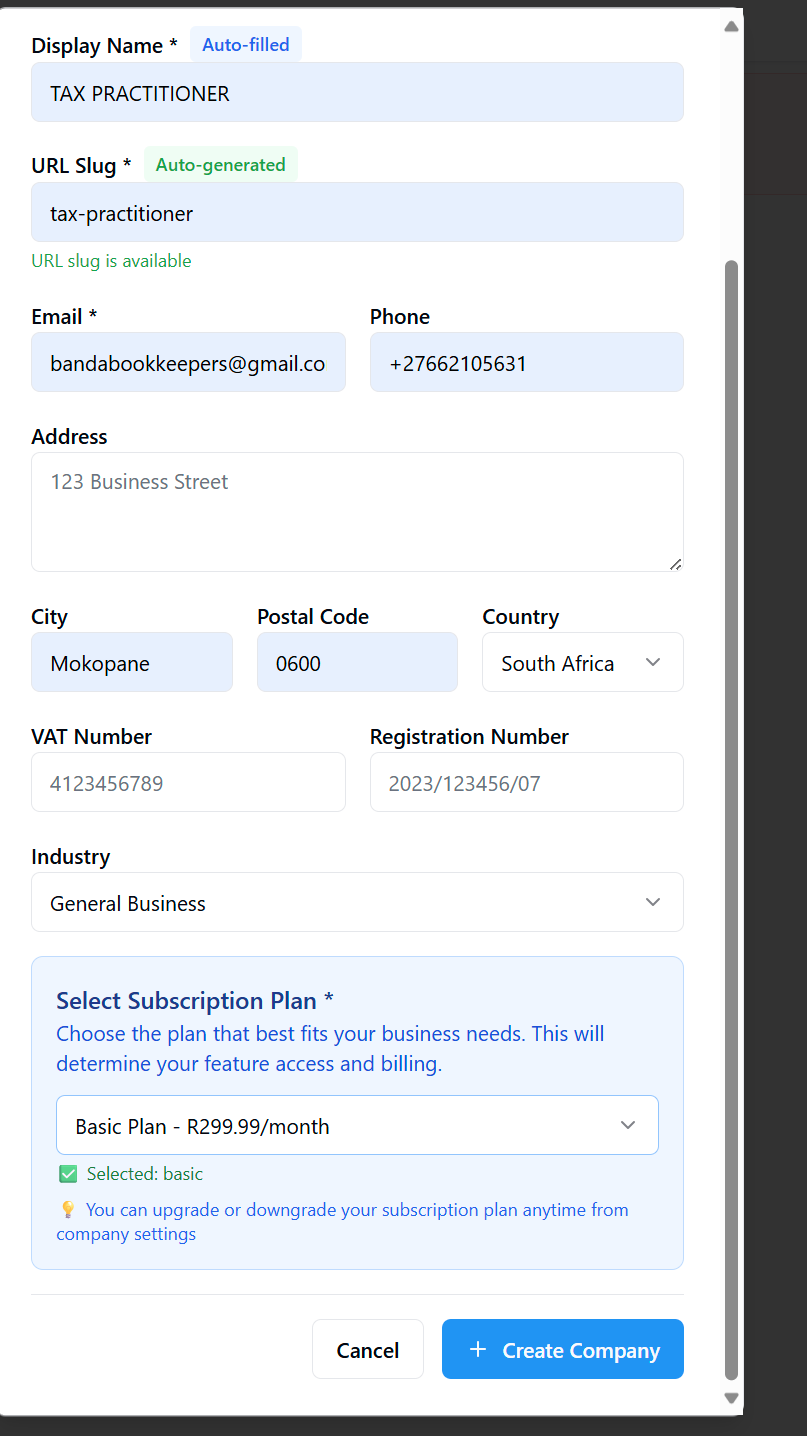 Display Name * Auto-filled
TAX PRACTITIONER
URL Slug * Auto-generated
tax-practitioner
URL slug is available
Email * Phone
bandabookkeepers@gmail.co +27662105631
Address
123 Business Street
City Postal Code Country
Mokopane 0600 South Africa
VAT Number Registration Number
4123456789 2023/123456/07
Industry
General Business
Select Subscription Plan *
Choose the plan that best fits your business needs. This will
determine your feature access and billing.
Basic Plan - R299.99/month
✅ Selected: basic
💡 You can upgrade or downgrade your subscription plan anytime from
company settings
Cancel + Create Company